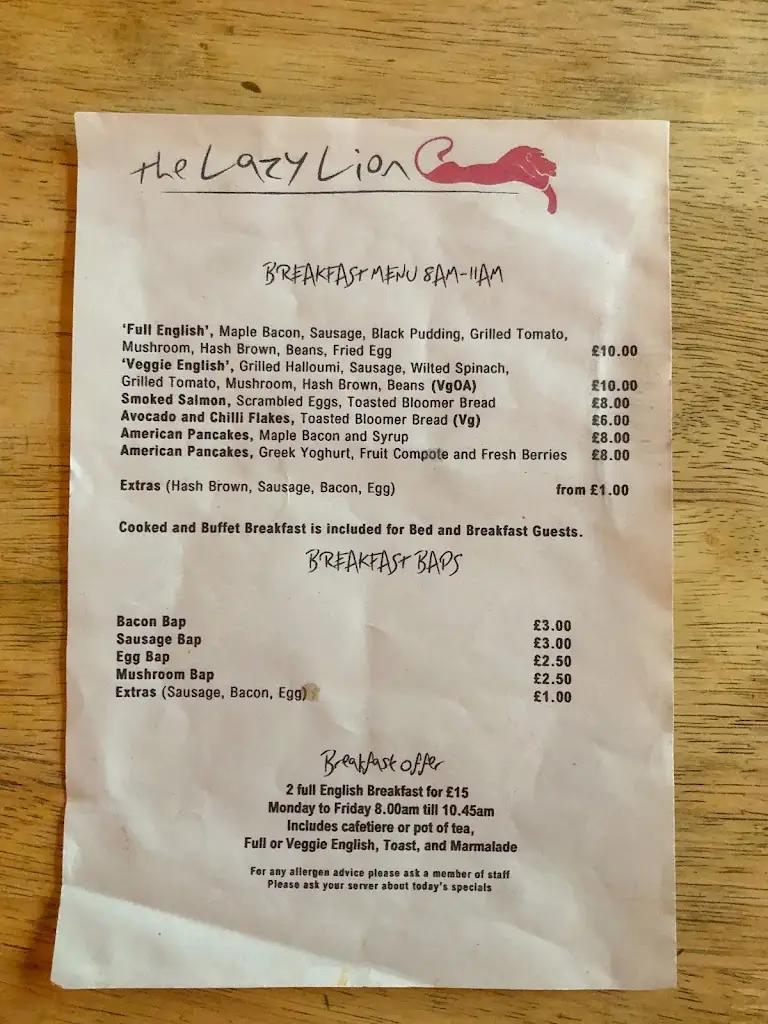 the Lazy Lion
BREAKFAST MENU 8AM-11AM
'Full English', Maple Bacon, Sausage, Black Pudding, Grilled Tomato,
Mushroom, Hash Brown, Beans, Fried Egg £10.00
'Veggie English', Grilled Halloumi, Sausage, Wilted Spinach,
Grilled Tomato, Mushroom, Hash Brown, Beans (VgOA) £10.00
Smoked Salmon, Scrambled Eggs, Toasted Bloomer Bread £8.00
Avocado and Chilli Flakes, Toasted Bloomer Bread (Vg) £6.00
American Pancakes, Maple Bacon and Syrup £8.00
American Pancakes, Greek Yoghurt, Fruit Compote and Fresh Berries £8.00
Extras (Hash Brown, Sausage, Bacon, Egg) from £1.00
Cooked and Buffet Breakfast is included for Bed and Breakfast Guests.
BREAKFAST BAPS
Bacon Bap £3.00
Sausage Bap £3.00
Egg Bap £2.50
Mushroom Bap £2.50
Extras (Sausage, Bacon, Egg) £1.00
Breakfast offer
2 full English Breakfast for £15
Monday to Friday 8.00am till 10.45am
Includes cafetiere or pot of tea,
Full or Veggie English, Toast, and Marmalade
For any allergen advice please ask a member of staff
Please ask your server about today's specials